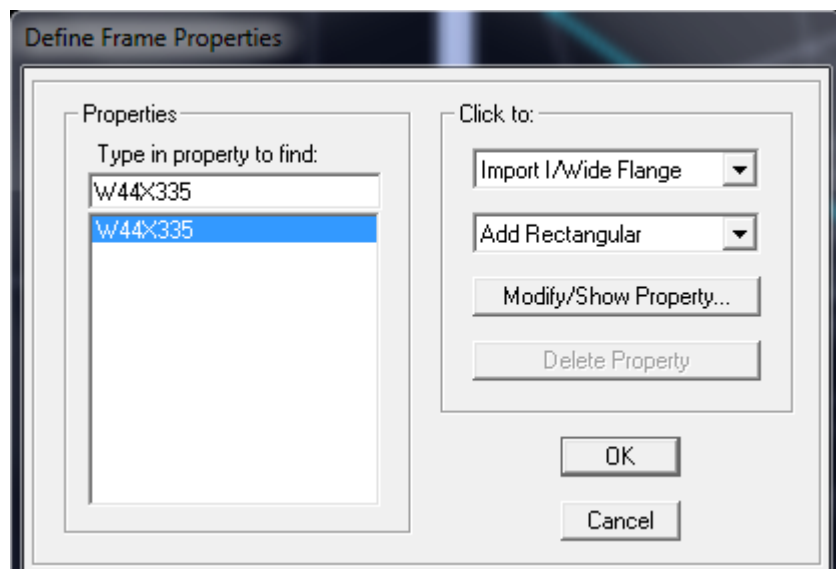 Define Frame Properties
Properties
Type in property to find:
W44X335
W44X335
Click to:
Import I/Wide Flange
Add Rectangular
Modify/Show Property...
Delete Property
OK
Cancel